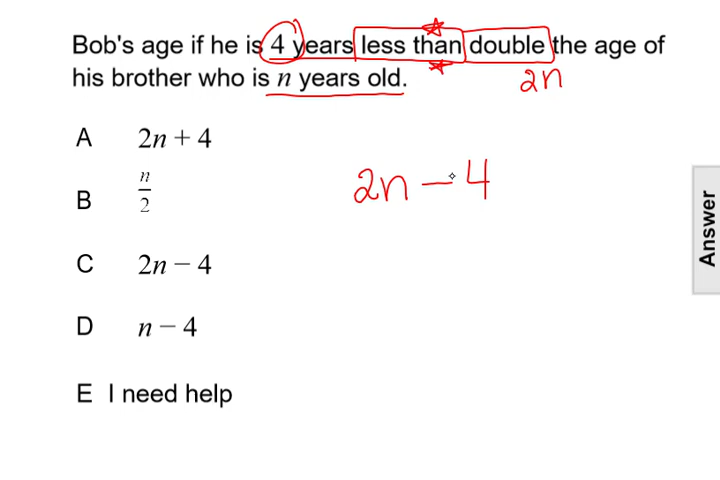 Bob's age if he is 4 years less than double the age of
his brother who is n years old.
2n
A 2n + 4
B n/2
2n - 4
C 2n − 4
D n − 4
E I need help
Answer